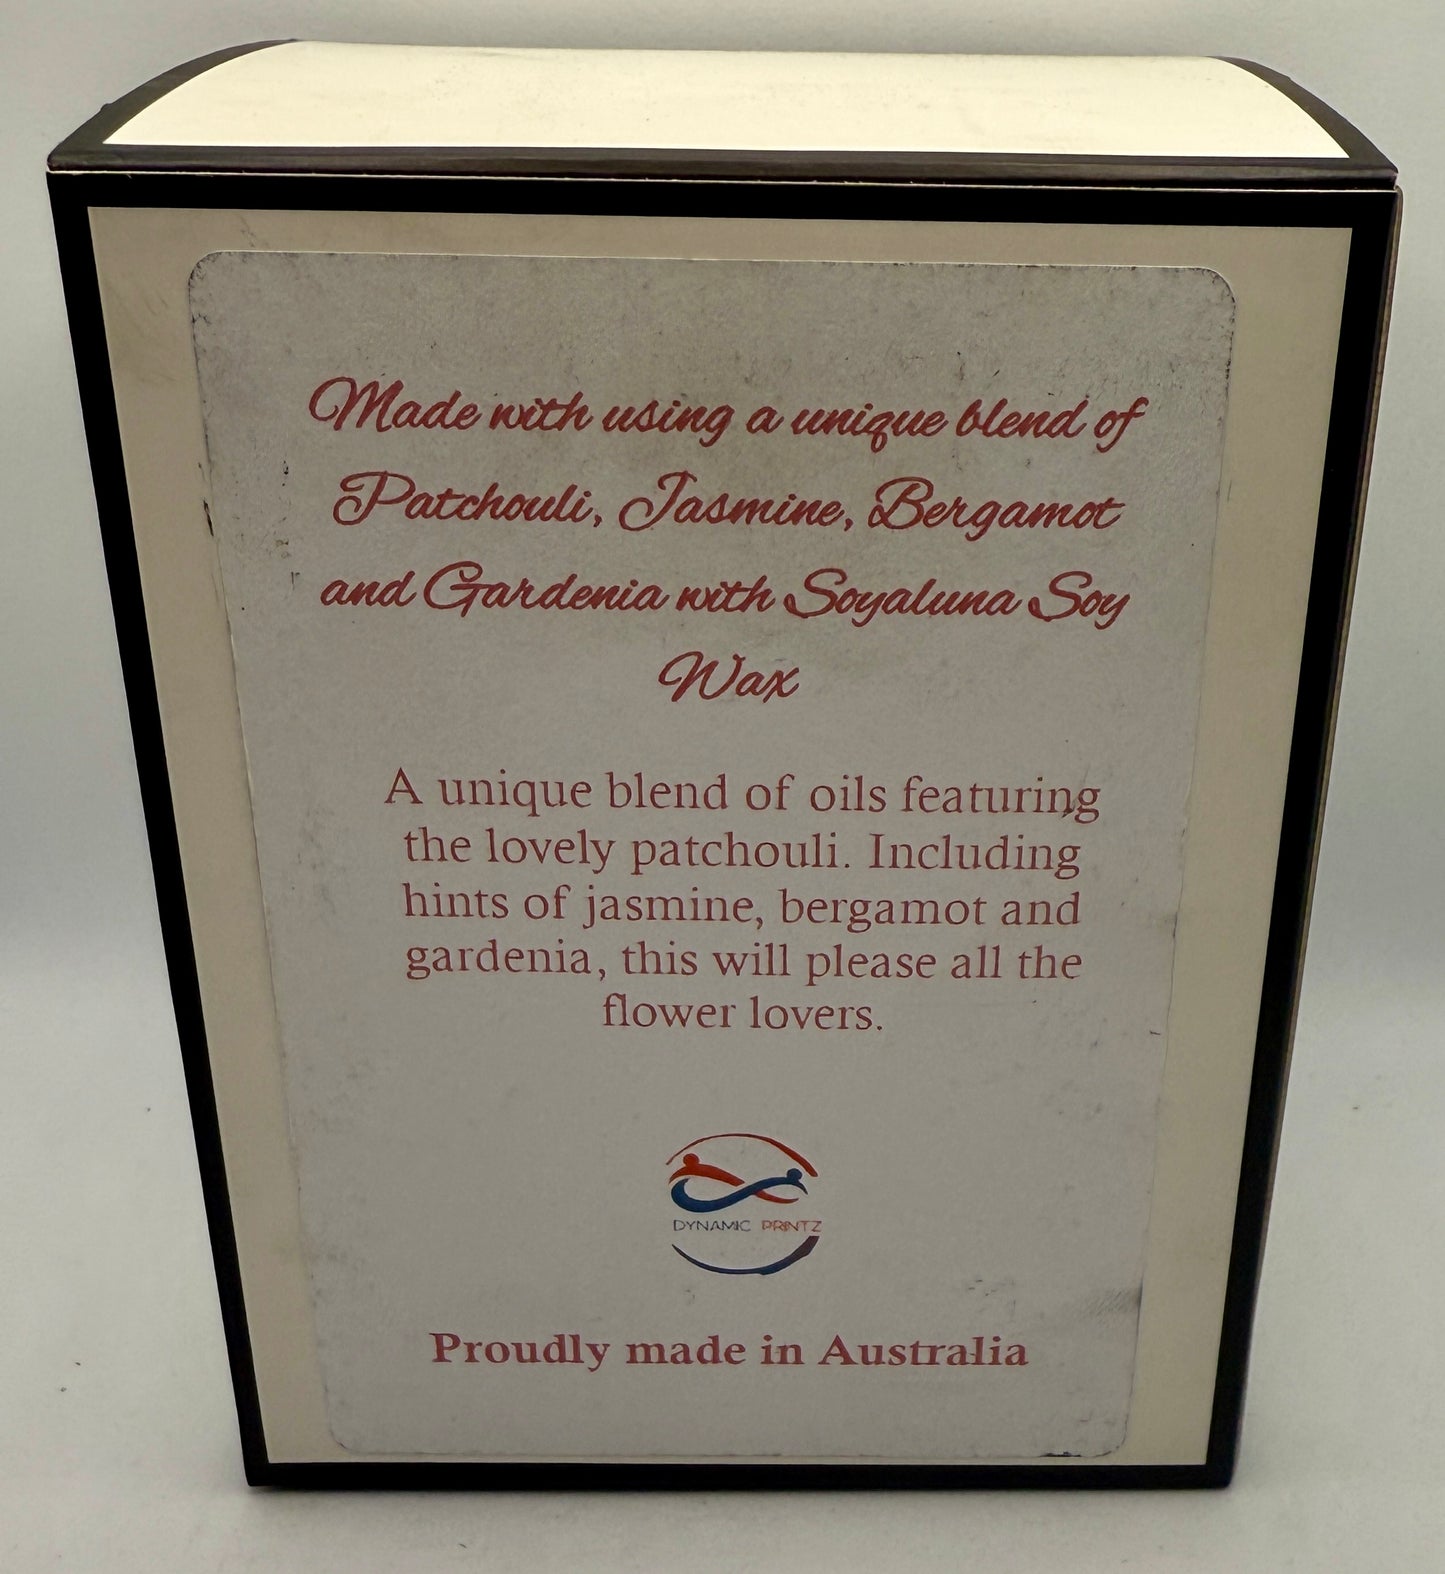 Made with using a unique blend of
Patchouli, Jasmine, Bergamot
and Gardenia with Soyaluna Soy
Wax
A unique blend of oils featuring
the lovely patchouli. Including
hints of jasmine, bergamot and
gardenia, this will please all the
flower lovers.
DYNAMIC PRINTZ
Proudly made in Australia